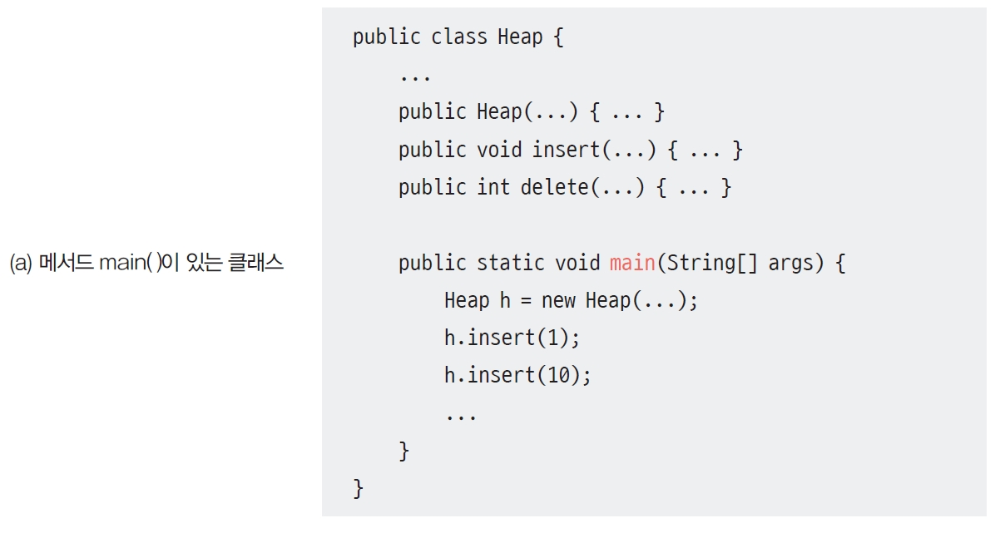 public class Heap {
...
public Heap(...) { ... }
public void insert(...) { ... }
public int delete(...) { ... }
(a) 메서드 main( )이 있는 클래스
public static void main(String[] args) {
Heap h = new Heap(...);
h.insert(1);
h.insert(10);
...
}
}